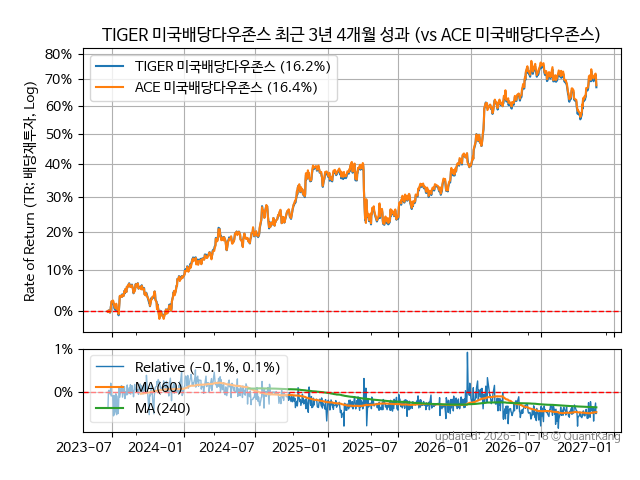 TIGER 미국배당다우존스 최근 3년 4개월 성과 (vs ACE 미국배당다우존스)
TIGER 미국배당다우존스 (16.2%)
ACE 미국배당다우존스 (16.4%)
80%
70%
60%
50%
40%
30%
20%
10%
0%
Rate of Return (TR: 배당재투자, Log)
1%
0%
Relative (−0.1%, 0.1%)
MA(60)
MA(240)
updated: 2026-11-18 © QuantKang
2023-07
2024-01
2024-07
2025-01
2025-07
2026-01
2026-07
2027-01